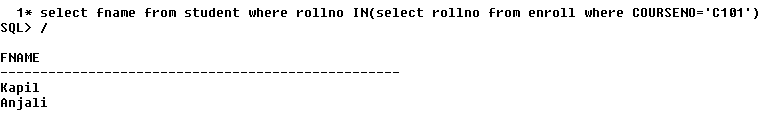 1* select fname from student where rollno IN(select rollno from enroll where COURSENO='C101')
SQL> /
FNAME
--------------------------------------------------
Kapil
Anjali